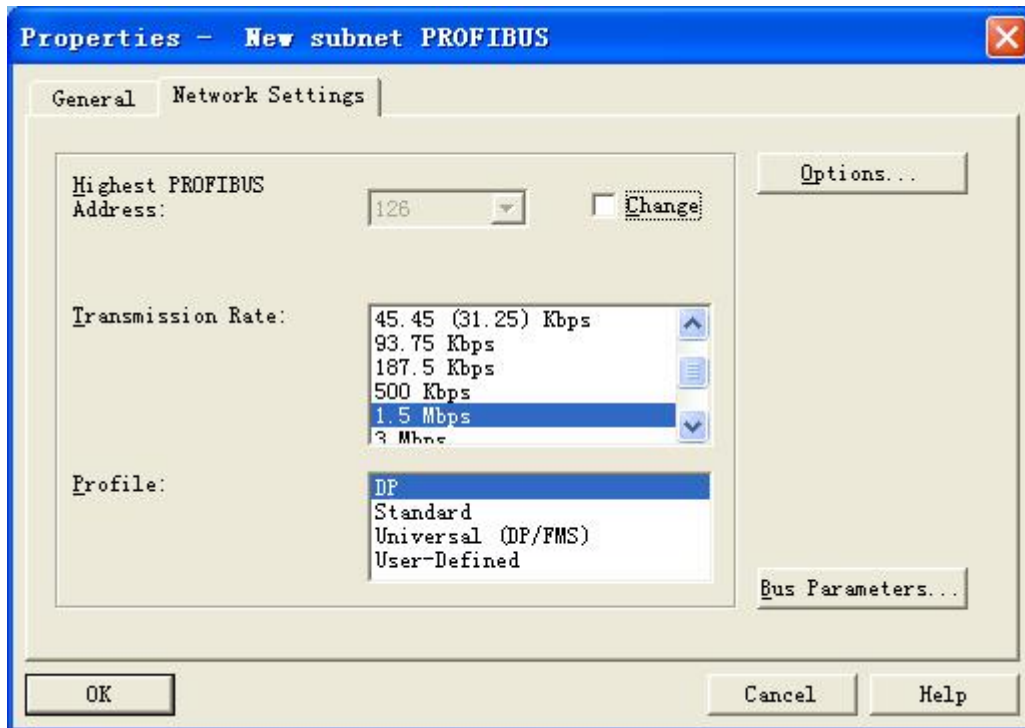 Properties - New subnet PROFIBUS
General
Network Settings
Highest PROFIBUS
Address:
126
Change
Options...
Transmission Rate:
45.45 (31.25) Kbps
93.75 Kbps
187.5 Kbps
500 Kbps
1.5 Mbps
3 Mbps
Profile:
DP
Standard
Universal (DP/FMS)
User-Defined
Bus Parameters...
OK
Cancel
Help